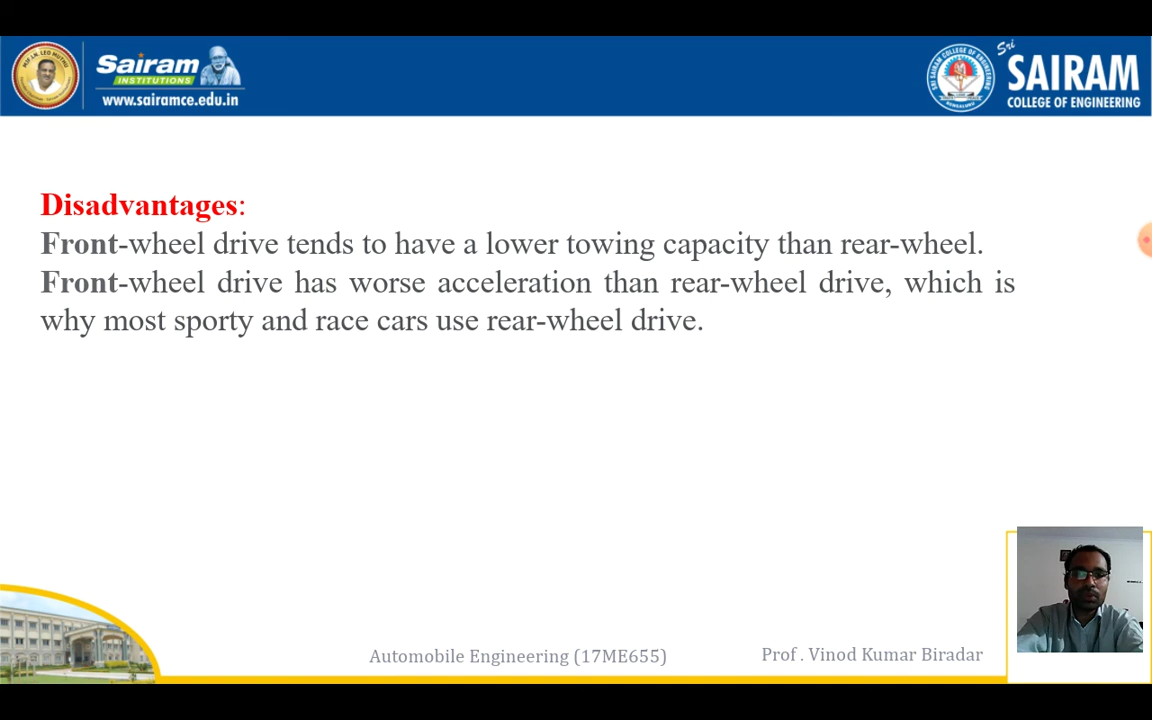 Sairam
INSTITUTIONS
www.sairamce.edu.in
Sri
SAIRAM
COLLEGE OF ENGINEERING
Disadvantages:
Front-wheel drive tends to have a lower towing capacity than rear-wheel.
Front-wheel drive has worse acceleration than rear-wheel drive, which is
why most sporty and race cars use rear-wheel drive.
Automobile Engineering (17ME655)
Prof . Vinod Kumar Biradar